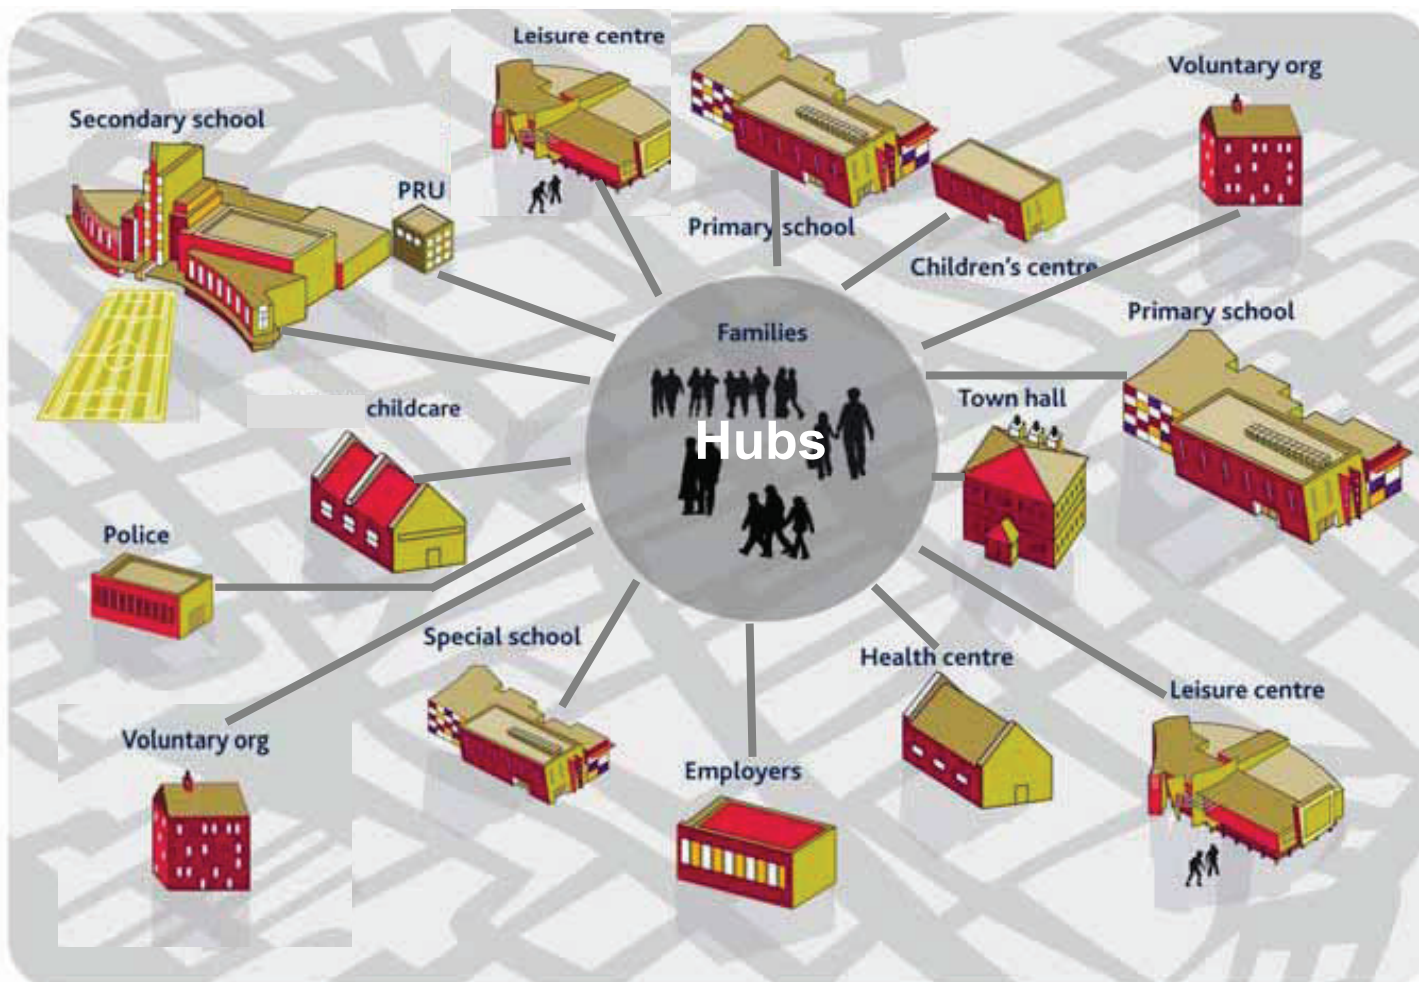 Leisure centre
Voluntary org
Secondary school
PRU
Primary school
Children's centre
Primary school
Families
Town hall
childcare
Hubs
Police
Special school
Health centre
Leisure centre
Voluntary org
Employers